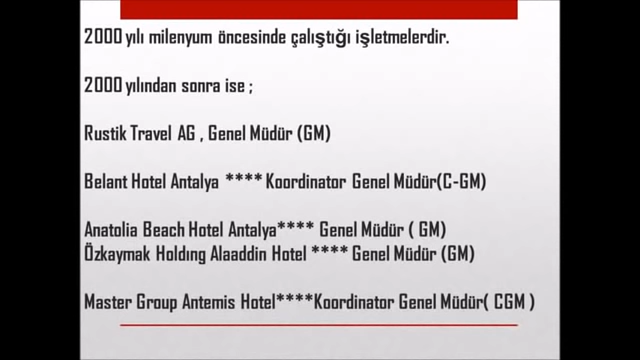 2000 yılı milenyum öncesinde çalıştığı işletmelerdir.
2000 yılından sonra ise ;
Rustik Travel AG , Genel Müdür (GM)
Belant Hotel Antalya **** Koordinator Genel Müdür(C-GM)
Anatolia Beach Hotel Antalya**** Genel Müdür ( GM)
Özkaymak Holdıng Alaaddin Hotel **** Genel Müdür (GM)
Master Group Antemis Hotel****Koordinator Genel Müdür( CGM )